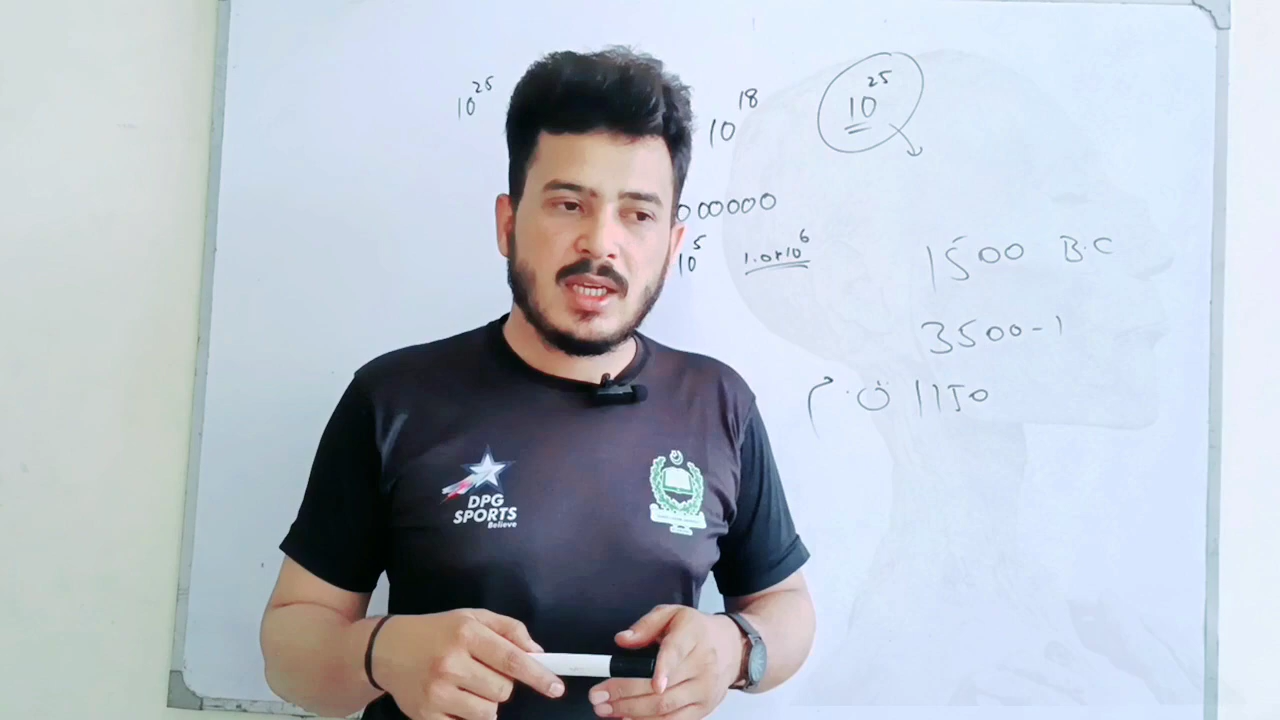 10^25
10^18
10^25
000000
10^5
1.0×10^6
1500 B.C
3500-1
1150 ق.م
DPG
SPORTS
Believe